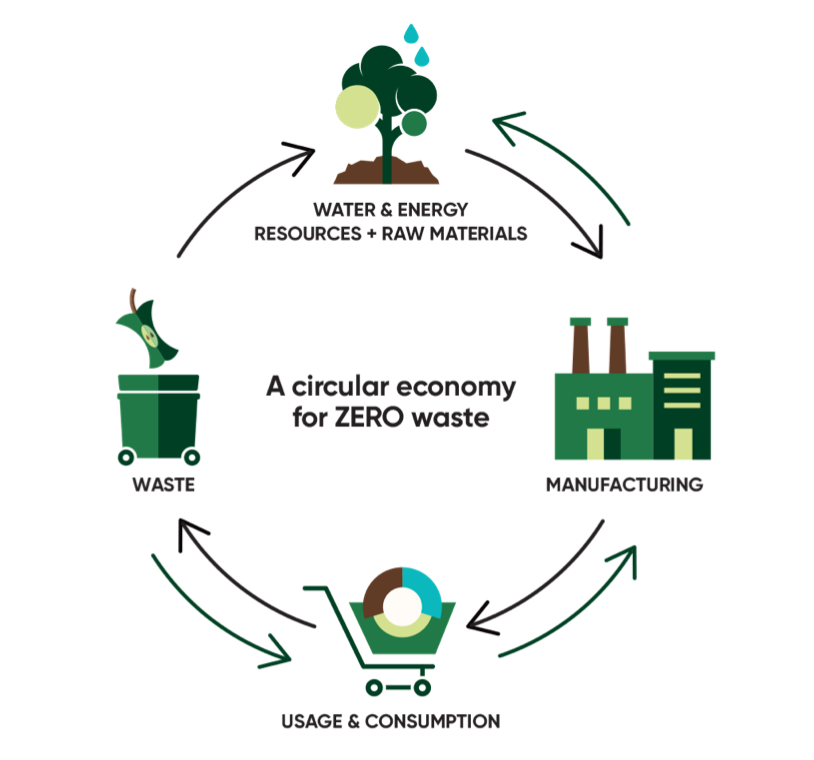 WATER & ENERGY
RESOURCES + RAW MATERIALS
A circular economy
for ZERO waste
WASTE
MANUFACTURING
USAGE & CONSUMPTION